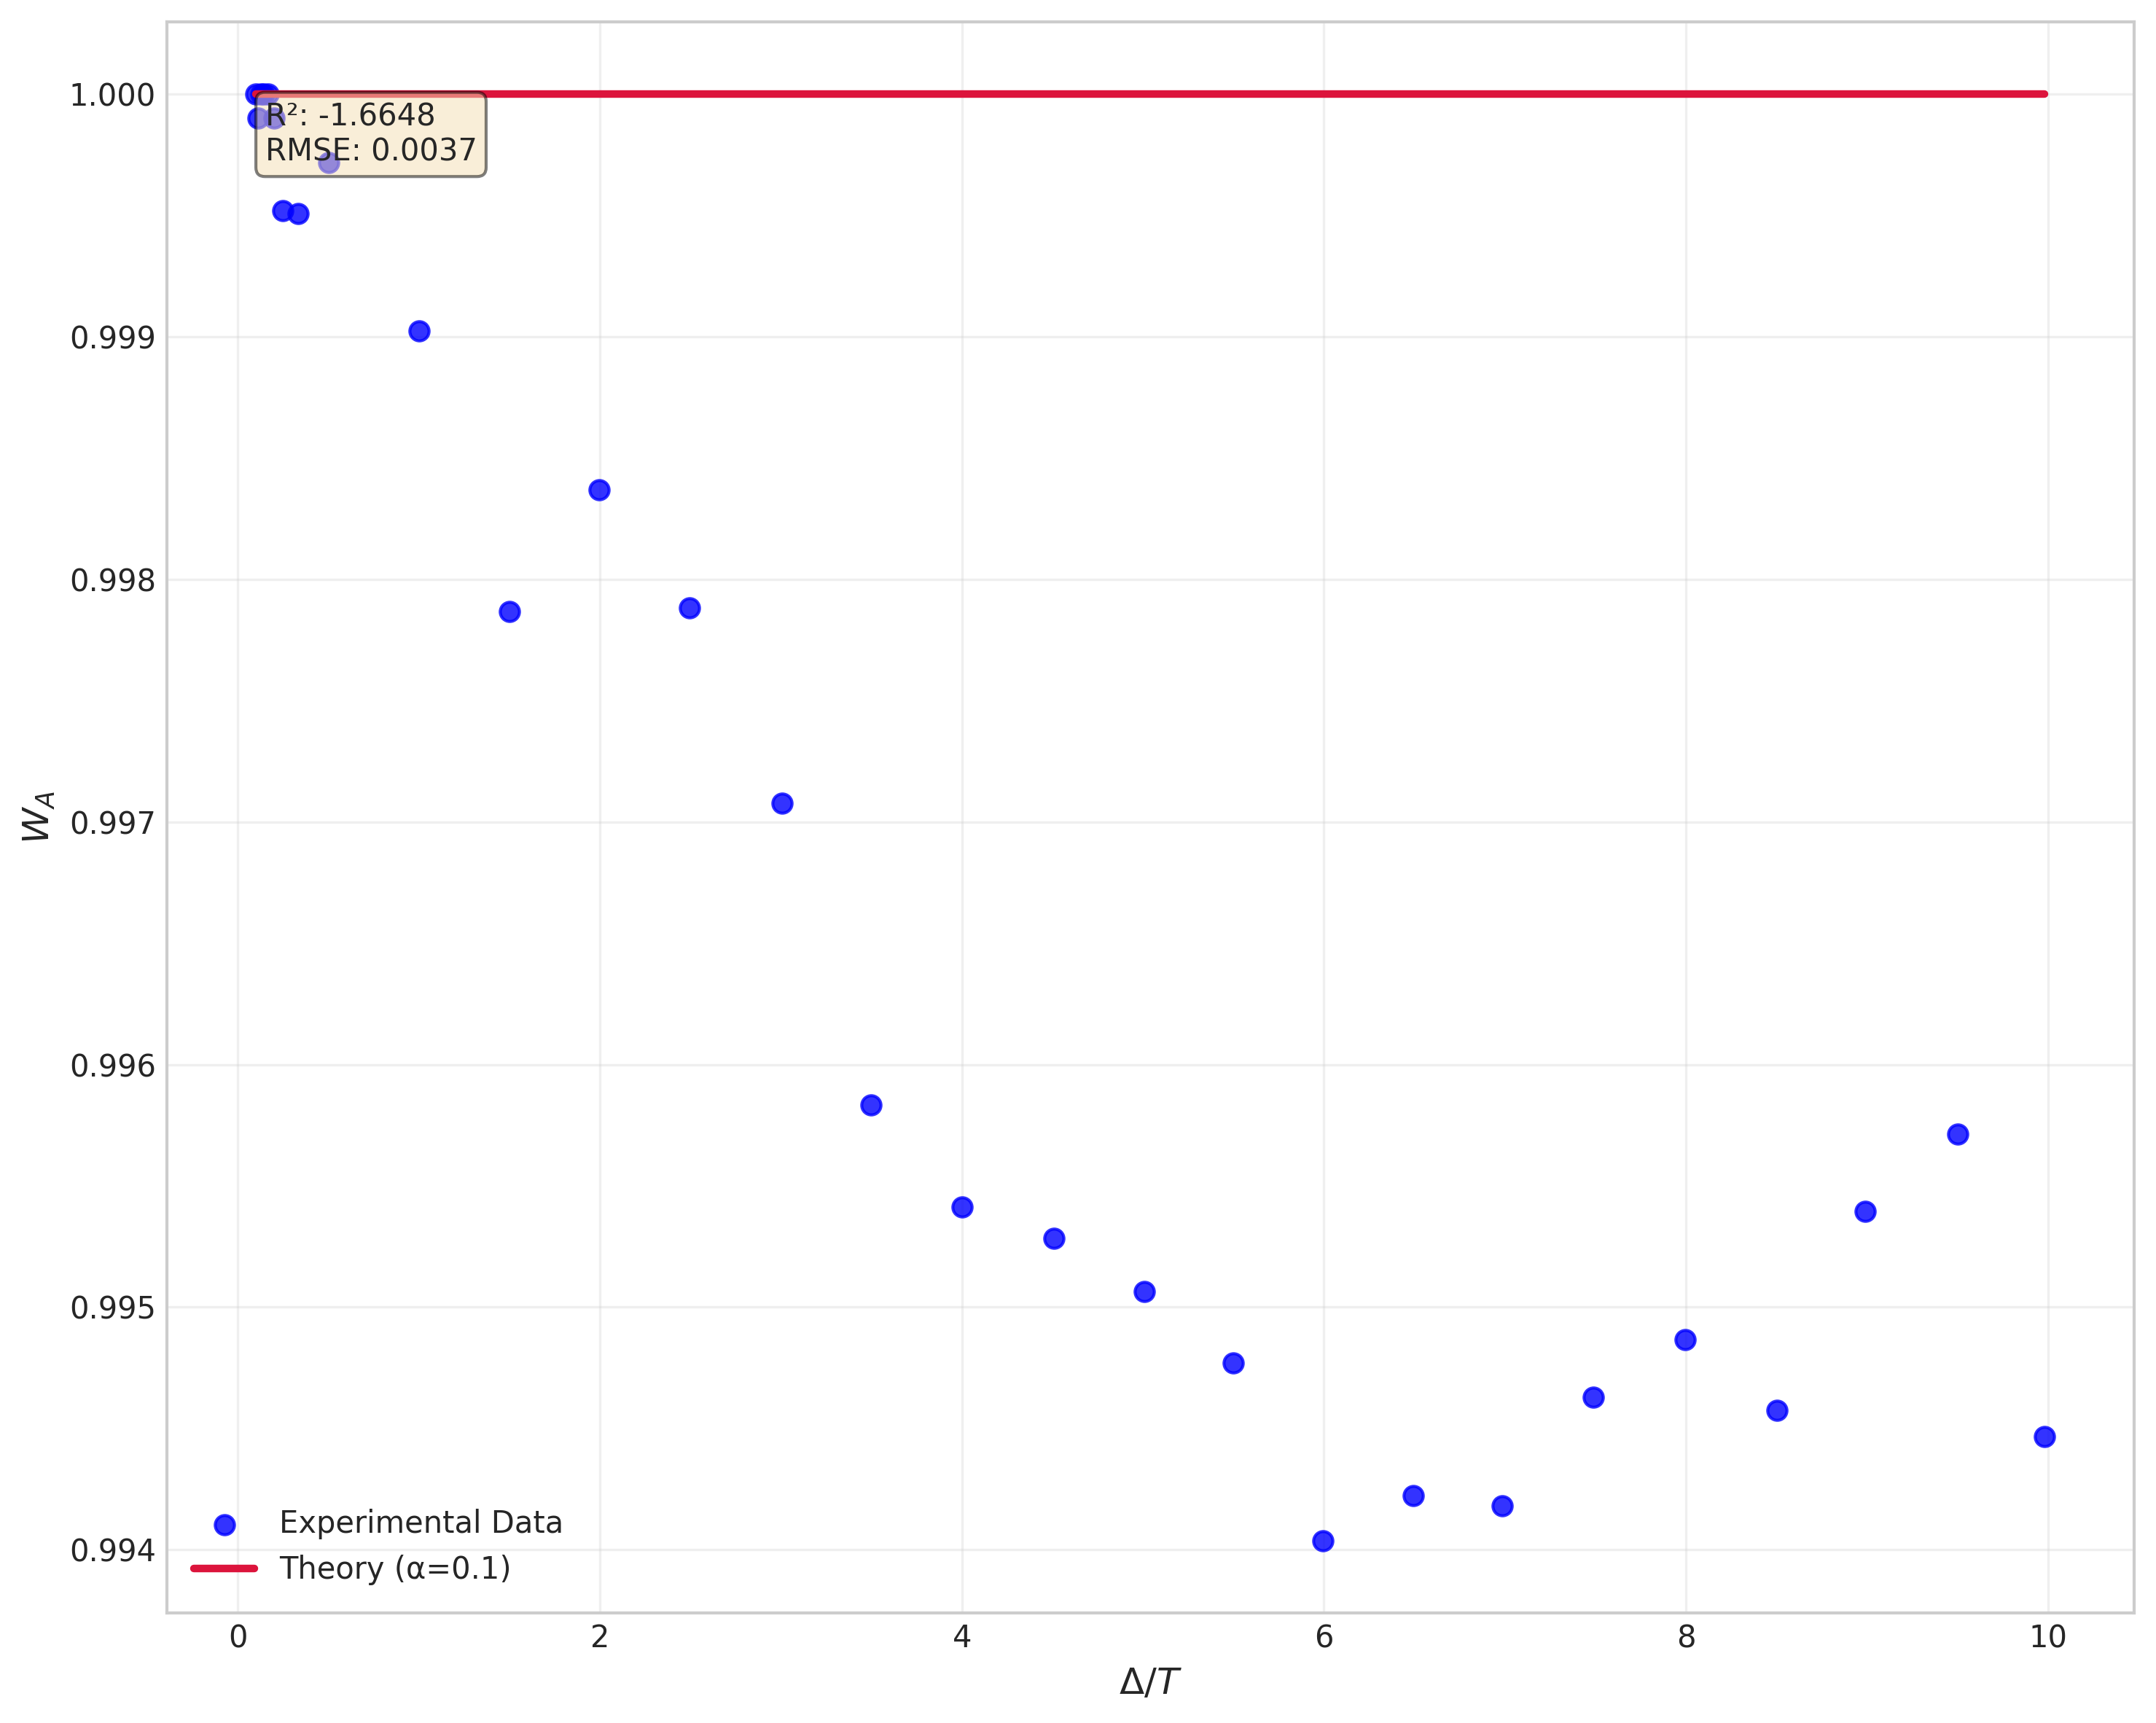 1.000
R²: -1.6648
RMSE: 0.0037
0.999
0.998
0.997
W_A
0.996
0.995
0.994
Experimental Data
Theory (α=0.1)
0 2 4 6 8 10
Δ/T